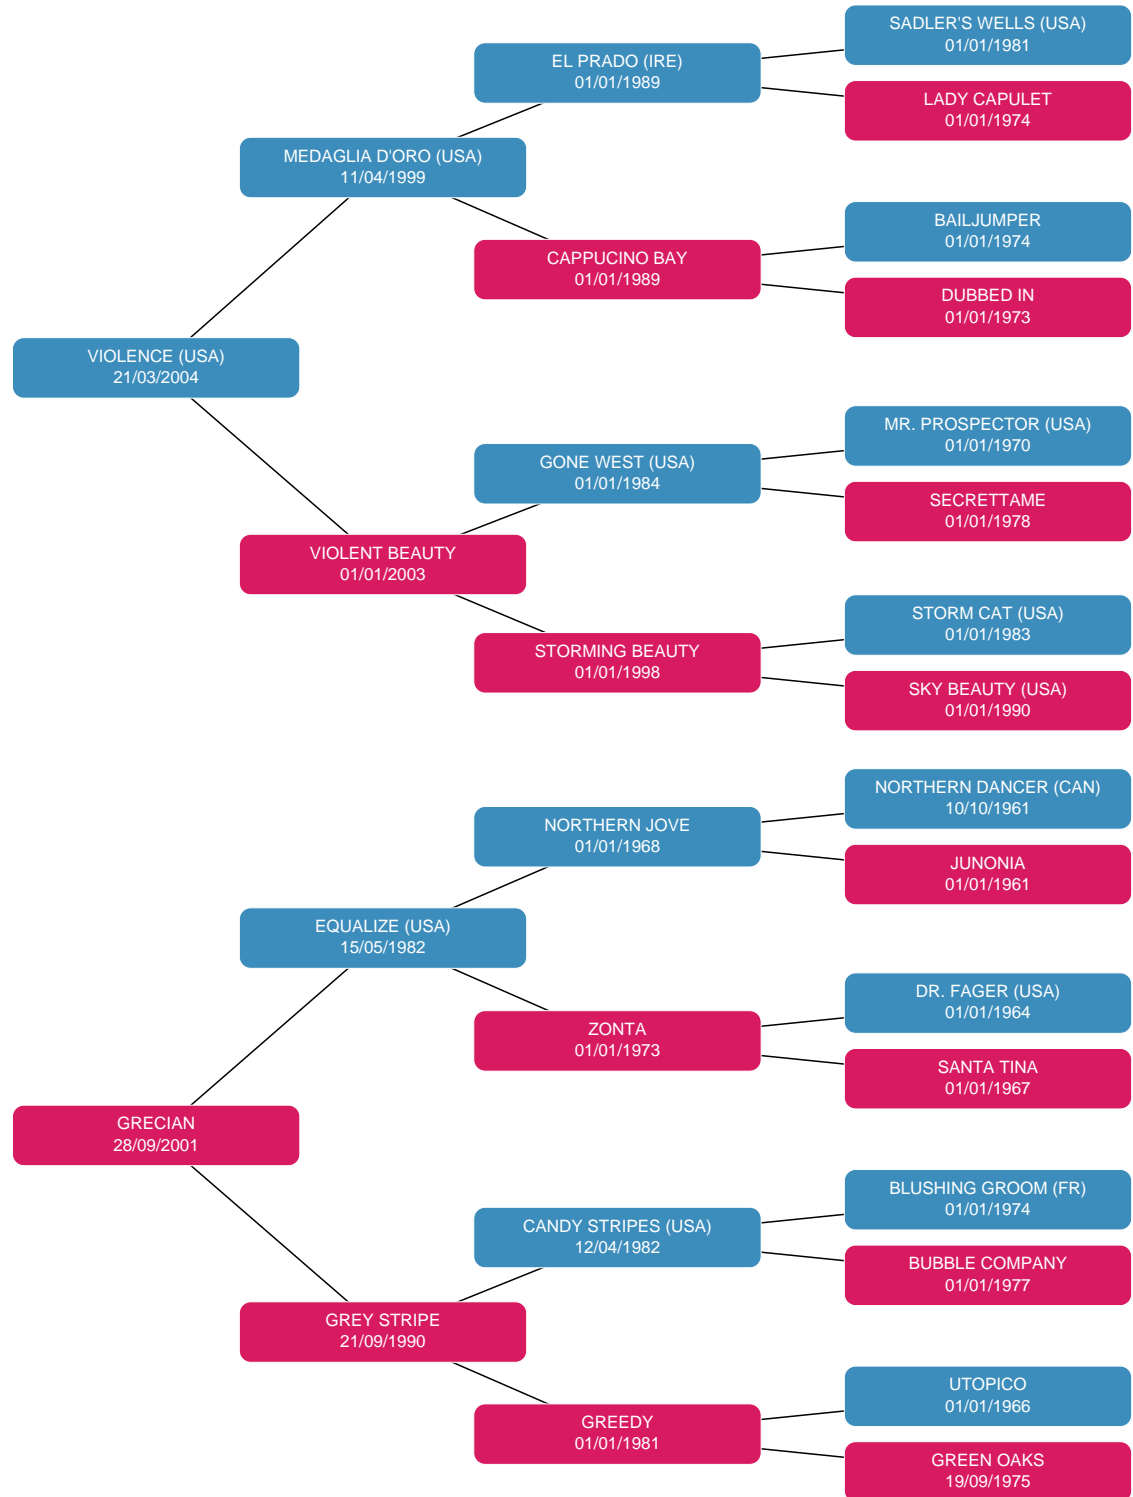 SADLER'S WELLS (USA)
01/01/1981
EL PRADO (IRE)
01/01/1989
LADY CAPULET
01/01/1974
MEDAGLIA D'ORO (USA)
11/04/1999
BAILJUMPER
01/01/1974
CAPPUCINO BAY
01/01/1989
DUBBED IN
01/01/1973
VIOLENCE (USA)
21/03/2004
MR. PROSPECTOR (USA)
01/01/1970
GONE WEST (USA)
01/01/1984
SECRETTAME
01/01/1978
VIOLENT BEAUTY
01/01/2003
STORM CAT (USA)
01/01/1983
STORMING BEAUTY
01/01/1998
SKY BEAUTY (USA)
01/01/1990
NORTHERN DANCER (CAN)
10/10/1961
NORTHERN JOVE
01/01/1968
JUNONIA
01/01/1961
EQUALIZE (USA)
15/05/1982
DR. FAGER (USA)
01/01/1964
ZONTA
01/01/1973
SANTA TINA
01/01/1967
GRECIAN
28/09/2001
BLUSHING GROOM (FR)
01/01/1974
CANDY STRIPES (USA)
12/04/1982
BUBBLE COMPANY
01/01/1977
GREY STRIPE
21/09/1990
UTOPICO
01/01/1966
GREEDY
01/01/1981
GREEN OAKS
19/09/1975